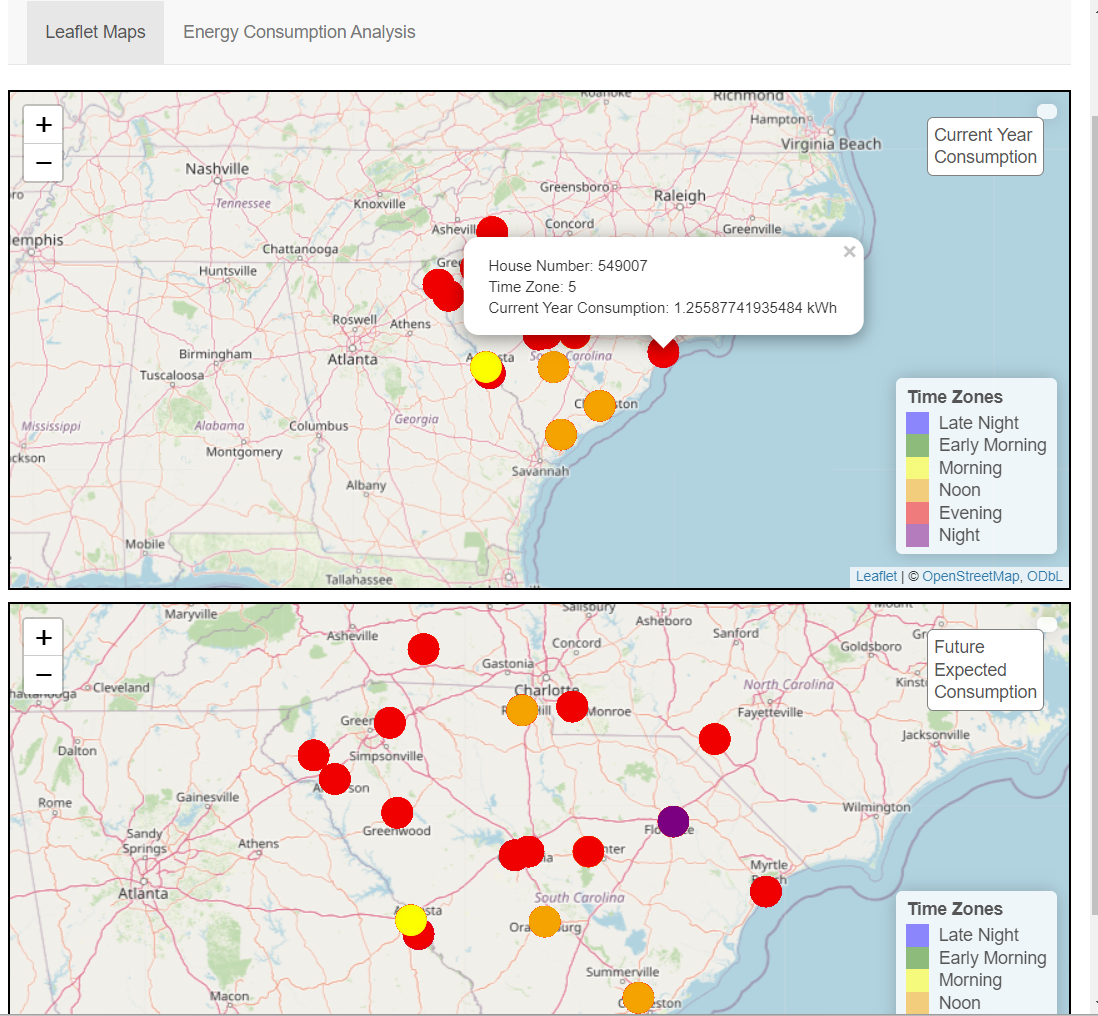 Leaflet Maps
Energy Consumption Analysis
+
−
Roanoke
Richmond
Hampton
Virginia Beach
Current Year
Consumption
Nashville
Tennessee
Knoxville
Greensboro
Raleigh
Asheville
Concord
Greenville
emphis
Chattanooga
Huntsville
×
House Number: 549007
Time Zone: 5
Current Year Consumption: 1.25587741935484 kWh
Roswell
Athens
Atlanta
Birmingham
Tuscaloosa
Columbus
Georgia
Mississippi
Alabama
ckson
Montgomery
Savannah
Albany
Mobile
Tallahassee
Time Zones
Late Night
Early Morning
Morning
Noon
Evening
Night
Leaflet | © OpenStreetMap, ODbL
+
−
Maryville
Asheville
Salisbury
Asheboro
Concord
Sanford
Goldsboro
Gastonia
Charlotte
Future
Expected
Consumption
Cleveland
North Carolina
Monroe
Fayetteville
Jacksonville
Dalton
Simpsonville
Rome
Gainesville
Wilmington
Sandy
Springs
Athens
Greenwood
Atlanta
Myrtle
South Carolina
Summerville
Macon
Time Zones
Late Night
Early Morning
Morning
Noon